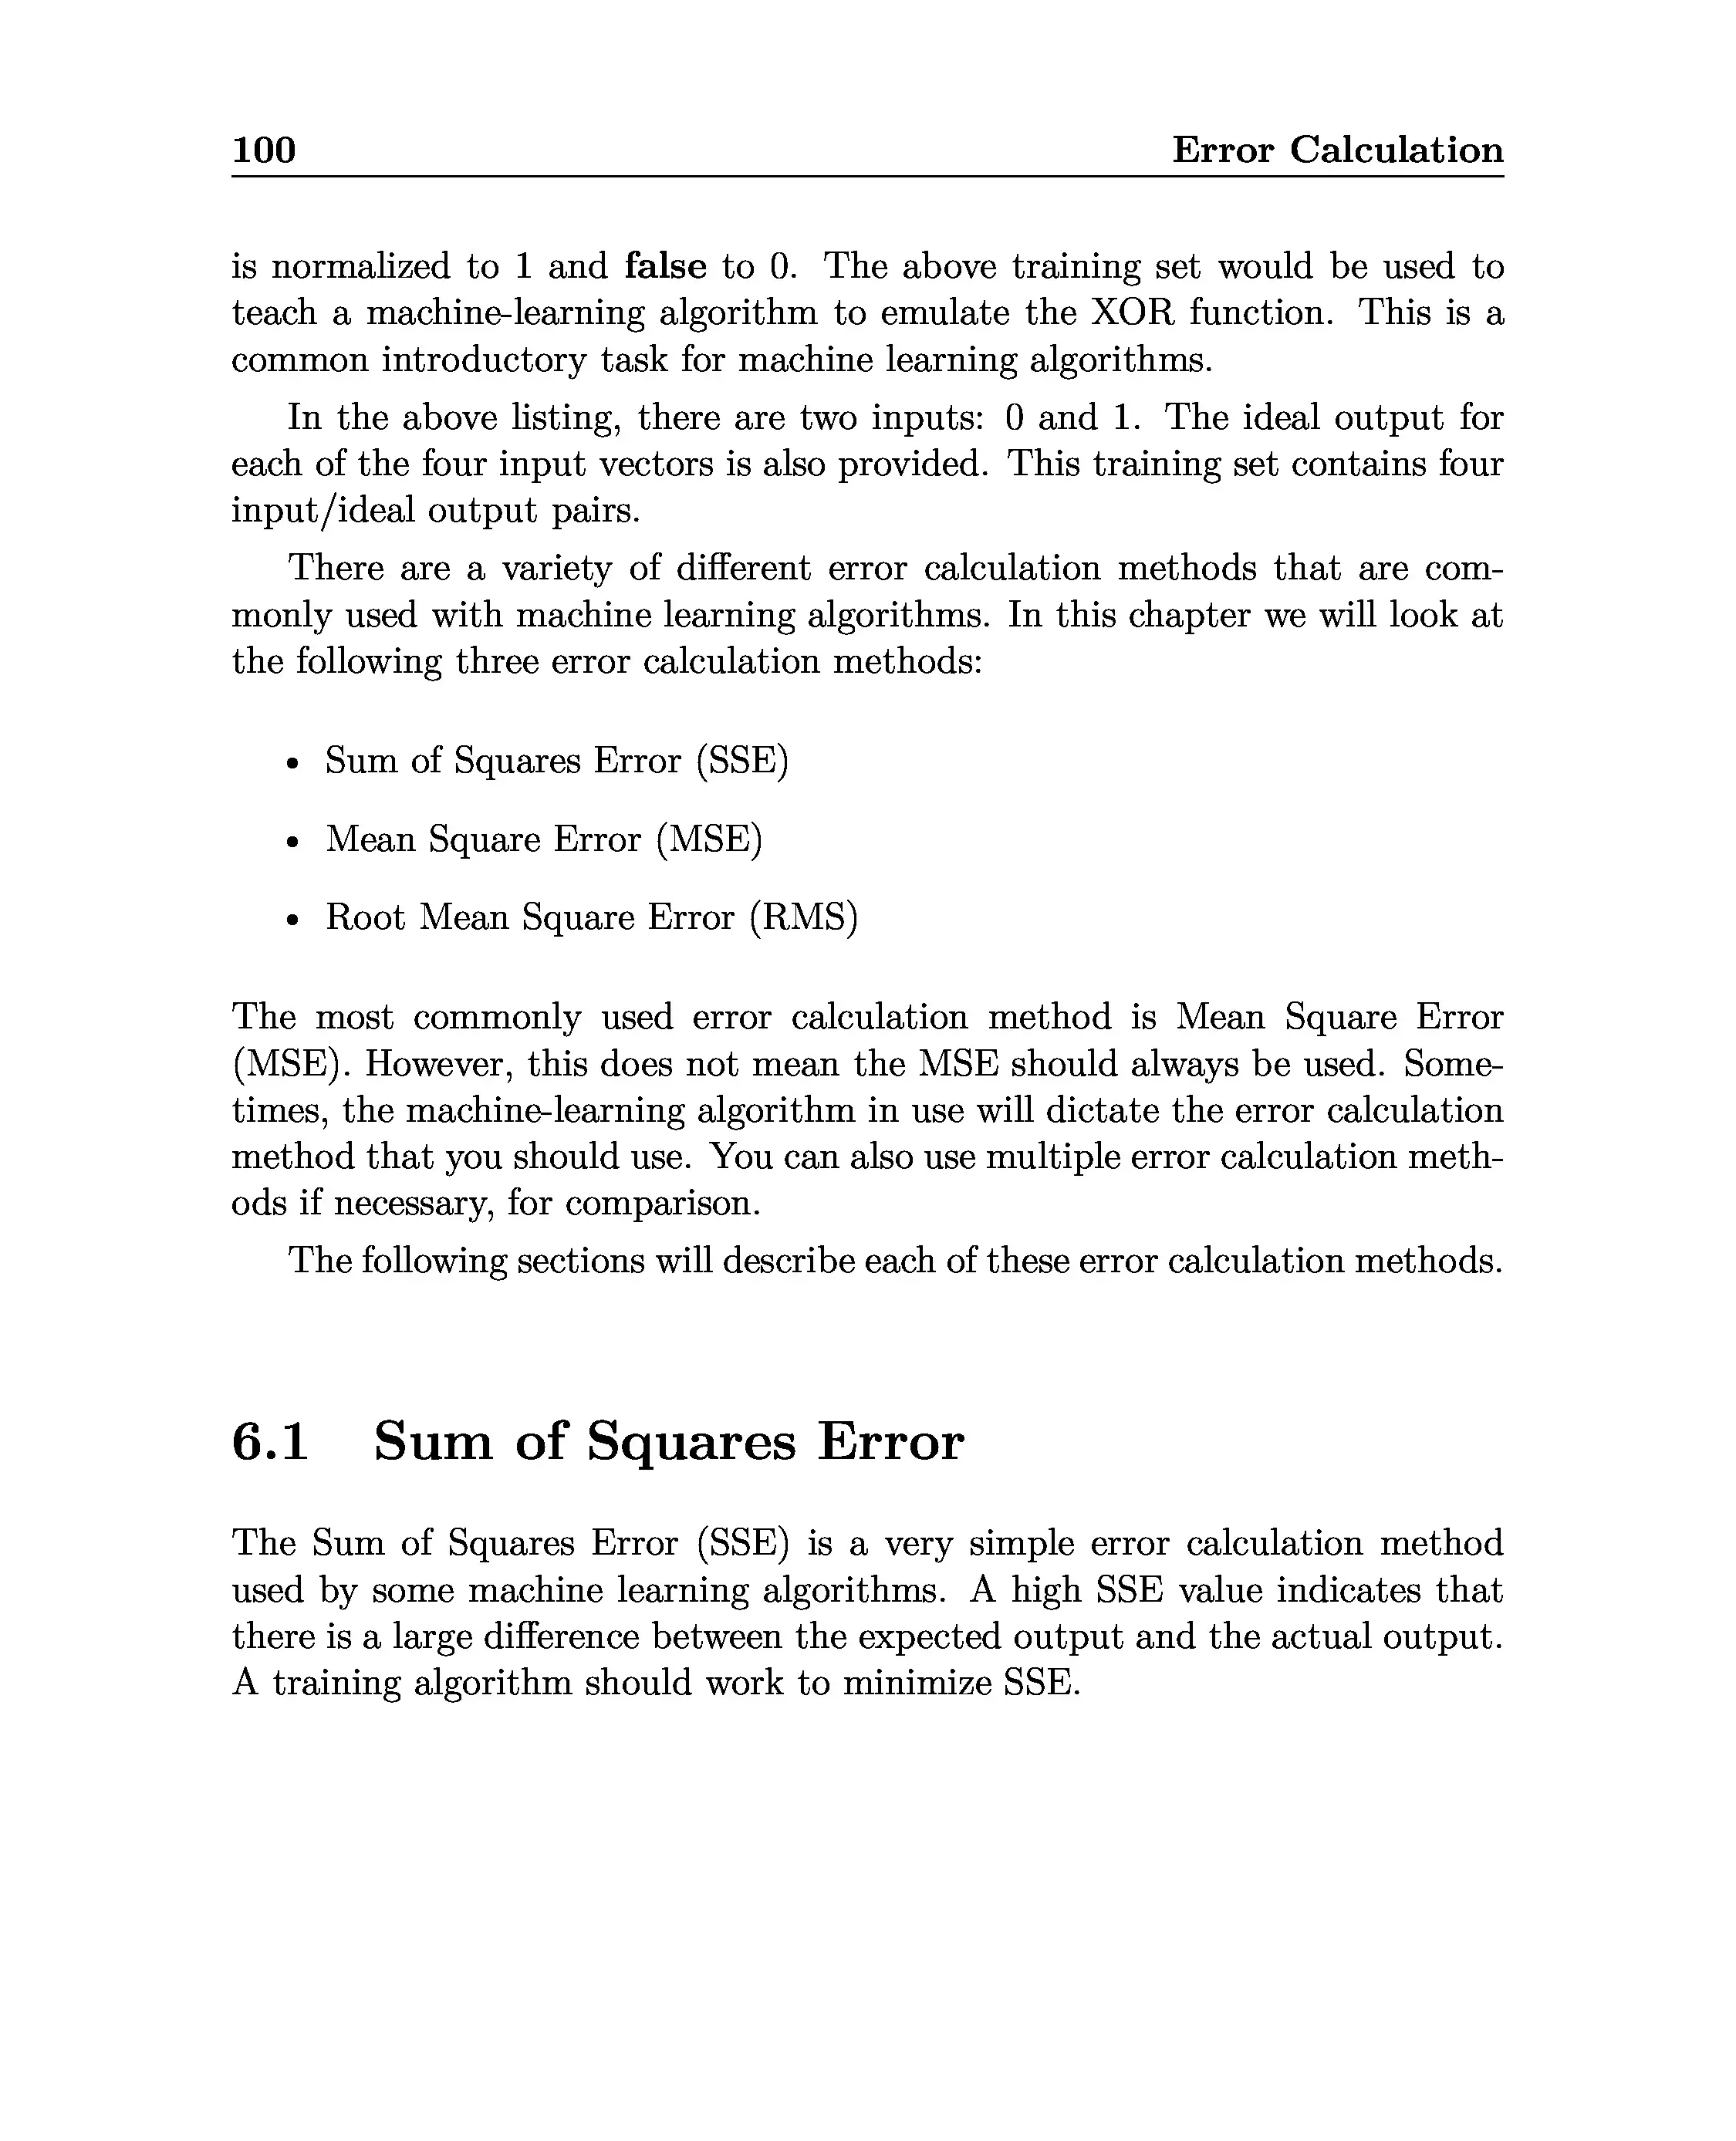 100 Error Calculation
is normalized to 1 and false to 0. The above training set would be used to
teach a machine-learning algorithm to emulate the XOR function. This is a
common introductory task for machine learning algorithms.
In the above listing, there are two inputs: 0 and 1. The ideal output for
each of the four input vectors is also provided. This training set contains four
input/ideal output pairs.
There are a variety of different error calculation methods that are com-
monly used with machine learning algorithms. In this chapter we will look at
the following three error calculation methods:
• Sum of Squares Error (SSE)
• Mean Square Error (MSE)
• Root Mean Square Error (RMS)
The most commonly used error calculation method is Mean Square Error
(MSE). However, this does not mean the MSE should always be used. Some-
times, the machine-learning algorithm in use will dictate the error calculation
method that you should use. You can also use multiple error calculation meth-
ods if necessary, for comparison.
The following sections will describe each of these error calculation methods.
6.1 Sum of Squares Error
The Sum of Squares Error (SSE) is a very simple error calculation method
used by some machine learning algorithms. A high SSE value indicates that
there is a large difference between the expected output and the actual output.
A training algorithm should work to minimize SSE.